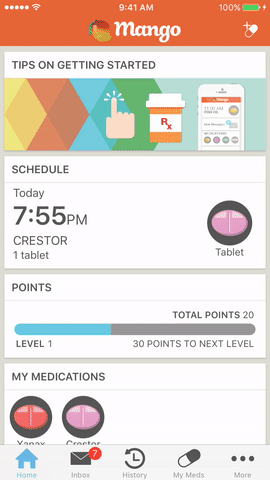 9:41 AM
100%
Mango
TIPS ON GETTING STARTED
Rx
Mango
SCHEDULE
Today
7:55PM
CRESTOR
1 tablet
Tablet
POINTS
TOTAL POINTS 20
LEVEL 1
30 POINTS TO NEXT LEVEL
MY MEDICATIONS
Xanax
Crestor
7
Home
Inbox
History
My Meds
More